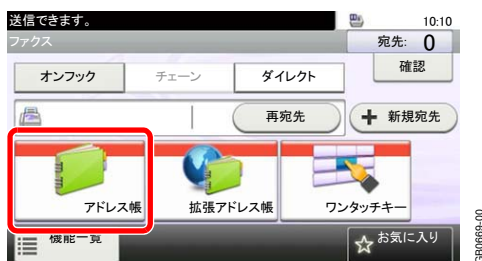 送信できます。 10:10
ファクス 宛先: 0
オンフック チェーン ダイレクト 確認
再宛先 新規宛先
アドレス帳 拡張アドレス帳 ワンタッチキー
機能一覧 お気に入り
GB0669-00